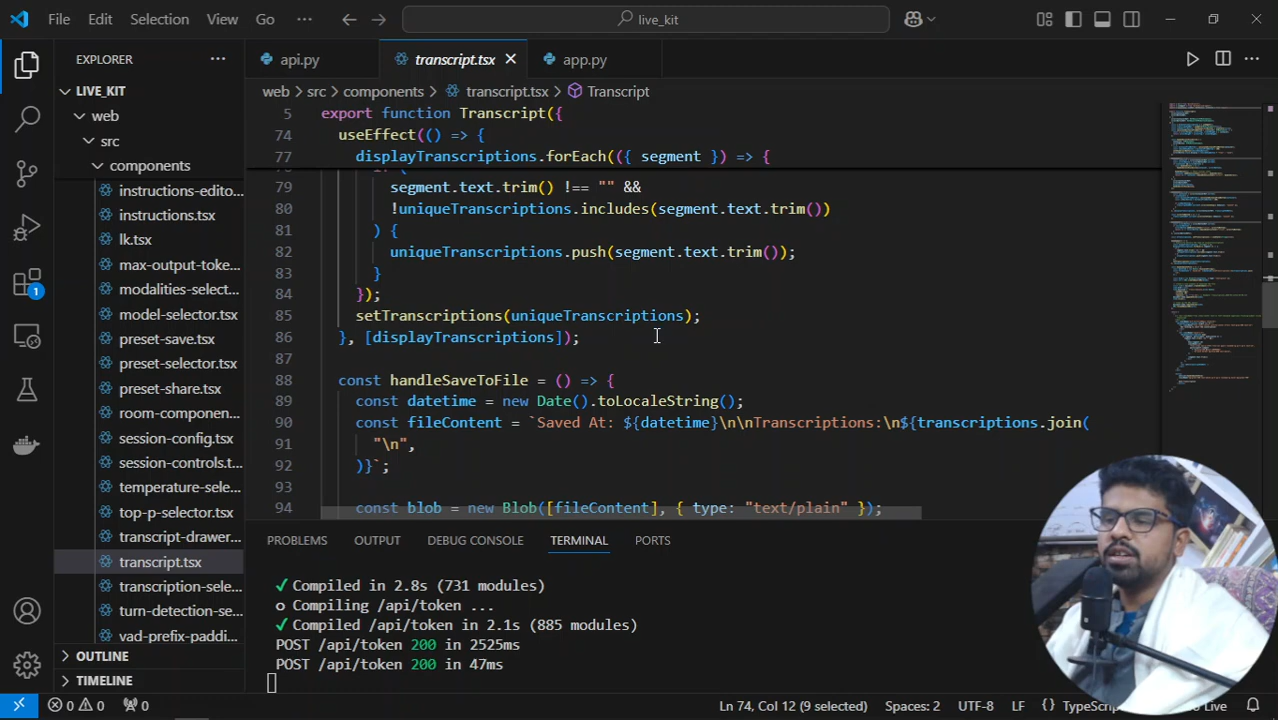 File Edit Selection View Go ··· live_kit
EXPLORER ···
api.py transcript.tsx app.py
LIVE_KIT
web
src
components
instructions-edito...
instructions.tsx
lk.tsx
max-output-toke...
modalities-select...
model-selector.tsx
preset-save.tsx
preset-selector.tsx
preset-share.tsx
room-componen...
session-config.tsx
session-controls.t...
temperature-sele...
top-p-selector.tsx
transcript-drawer...
transcript.tsx
transcription-sele...
turn-detection-se...
vad-prefix-paddi...
OUTLINE
TIMELINE
1
web > src > components > transcript.tsx > Transcript
5 export function Transcript({
74 useEffect(() => {
77 displayTranscriptions.forEach(({ segment }) => {
79 segment.text.trim() !== "" &&
80 !uniqueTranscriptions.includes(segment.text.trim())
81 ) {
82 uniqueTranscriptions.push(segment.text.trim());
83 }
84 });
85 setTranscriptions(uniqueTranscriptions);
86 }, [displayTranscriptions]);
87
88 const handleSaveToFile = () => {
89 const datetime = new Date().toLocaleString();
90 const fileContent = `Saved At: ${datetime}\n\nTranscriptions:\n${transcriptions.join(
91 "\n",
92 )}`;
93
94 const blob = new Blob([fileContent], { type: "text/plain" });
PROBLEMS OUTPUT DEBUG CONSOLE TERMINAL PORTS
✓ Compiled in 2.8s (731 modules)
o Compiling /api/token ...
✓ Compiled /api/token in 2.1s (885 modules)
POST /api/token 200 in 2525ms
POST /api/token 200 in 47ms
0 0 0 Ln 74, Col 12 (9 selected) Spaces: 2 UTF-8 LF {} TypeScr Live